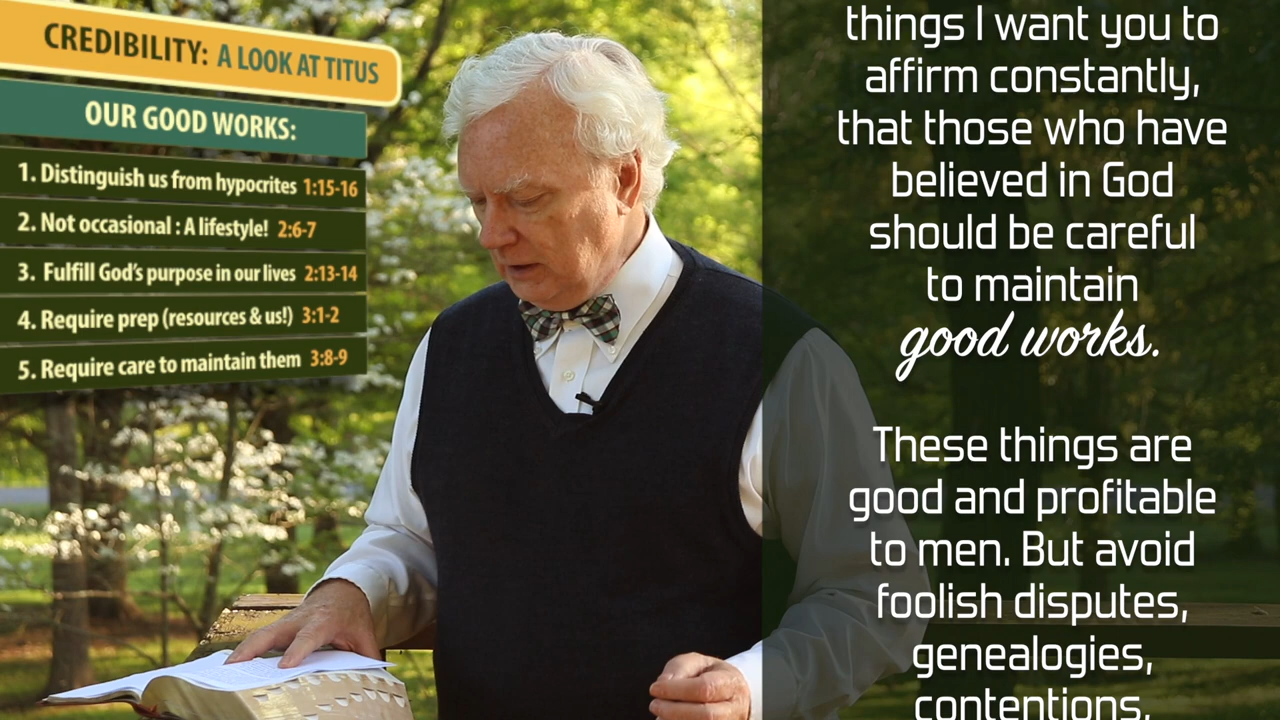 CREDIBILITY: A LOOK AT TITUS
OUR GOOD WORKS:
1. Distinguish us from hypocrites 1:15-16
2. Not occasional : A lifestyle! 2:6-7
3. Fulfill God's purpose in our lives 2:13-14
4. Require prep (resources & us!) 3:1-2
5. Require care to maintain them 3:8-9
things I want you to
affirm constantly,
that those who have
believed in God
should be careful
to maintain
good works.
These things are
good and profitable
to men. But avoid
foolish disputes,
genealogies,
contentions,